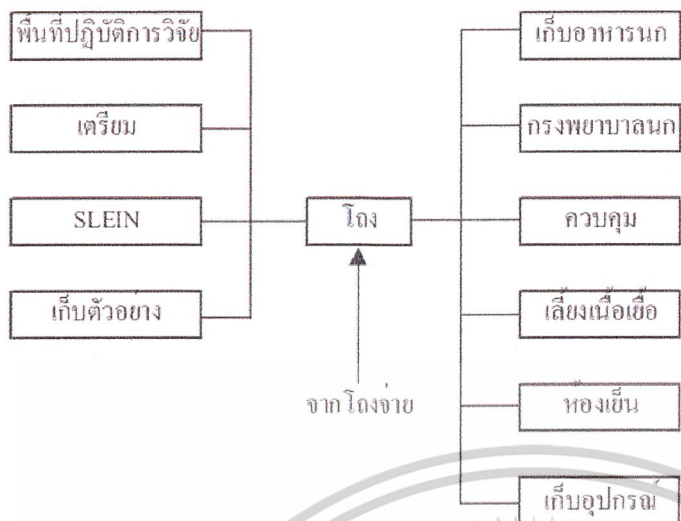 พื้นที่ปฏิบัติการวิจัย
เตรียม
SLEIN
เก็บตัวอย่าง
โถง
จากโถงจ่าย
เก็บอาหารนก
กรงพยาบาลนก
ควบคุม
เลี้ยงเนื้อเยื่อ
ห้องเย็น
เก็บอุปกรณ์